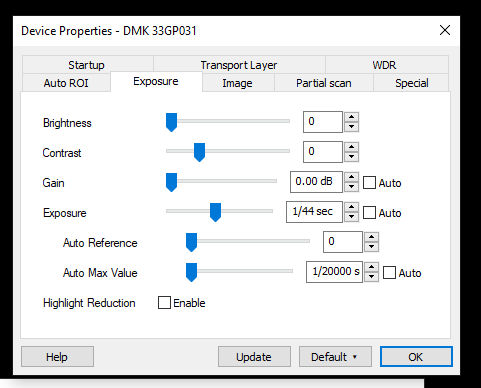 Device Properties - DMK 33GP031
Startup Transport Layer WDR
Auto ROI Exposure Image Partial scan Special
Brightness 0
Contrast 0
Gain 0.00 dB Auto
Exposure 1/44 sec Auto
Auto Reference 0
Auto Max Value 1/20000 s Auto
Highlight Reduction Enable
Help Update Default OK